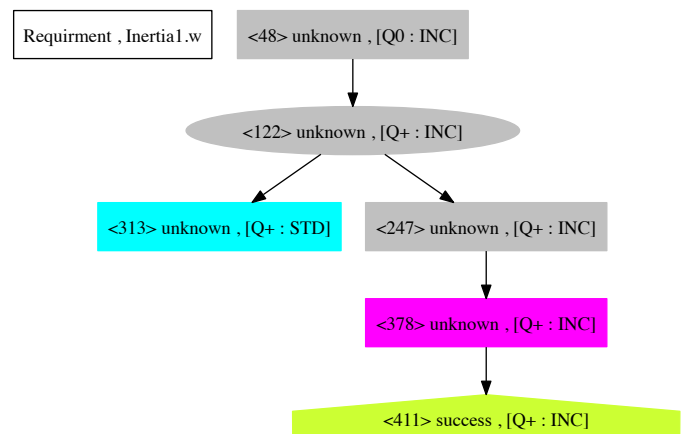 Requirment , Inertia1.w
<48> unknown , [Q0 : INC]
<122> unknown , [Q+ : INC]
<313> unknown , [Q+ : STD]
<247> unknown , [Q+ : INC]
<378> unknown , [Q+ : INC]
<411> success , [Q+ : INC]